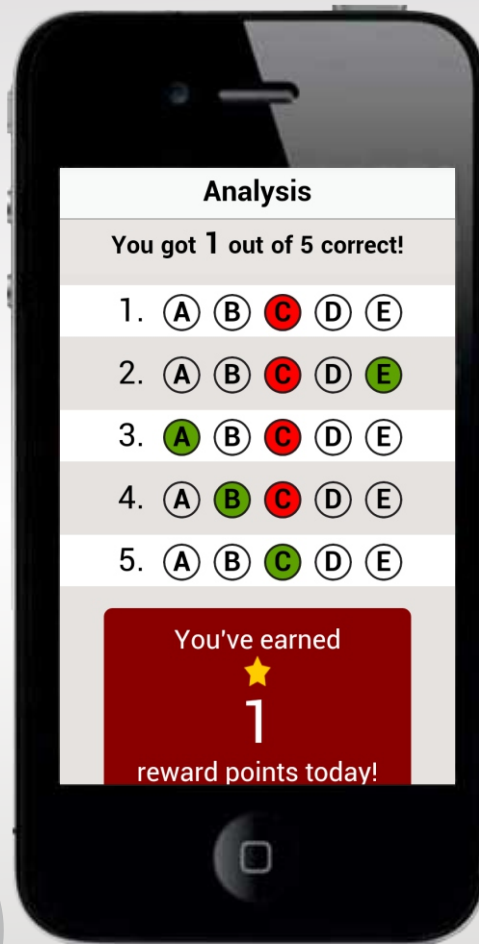 Analysis
You got 1 out of 5 correct!
1. A B C D E
2. A B C D E
3. A B C D E
4. A B C D E
5. A B C D E
You've earned
1
reward points today!